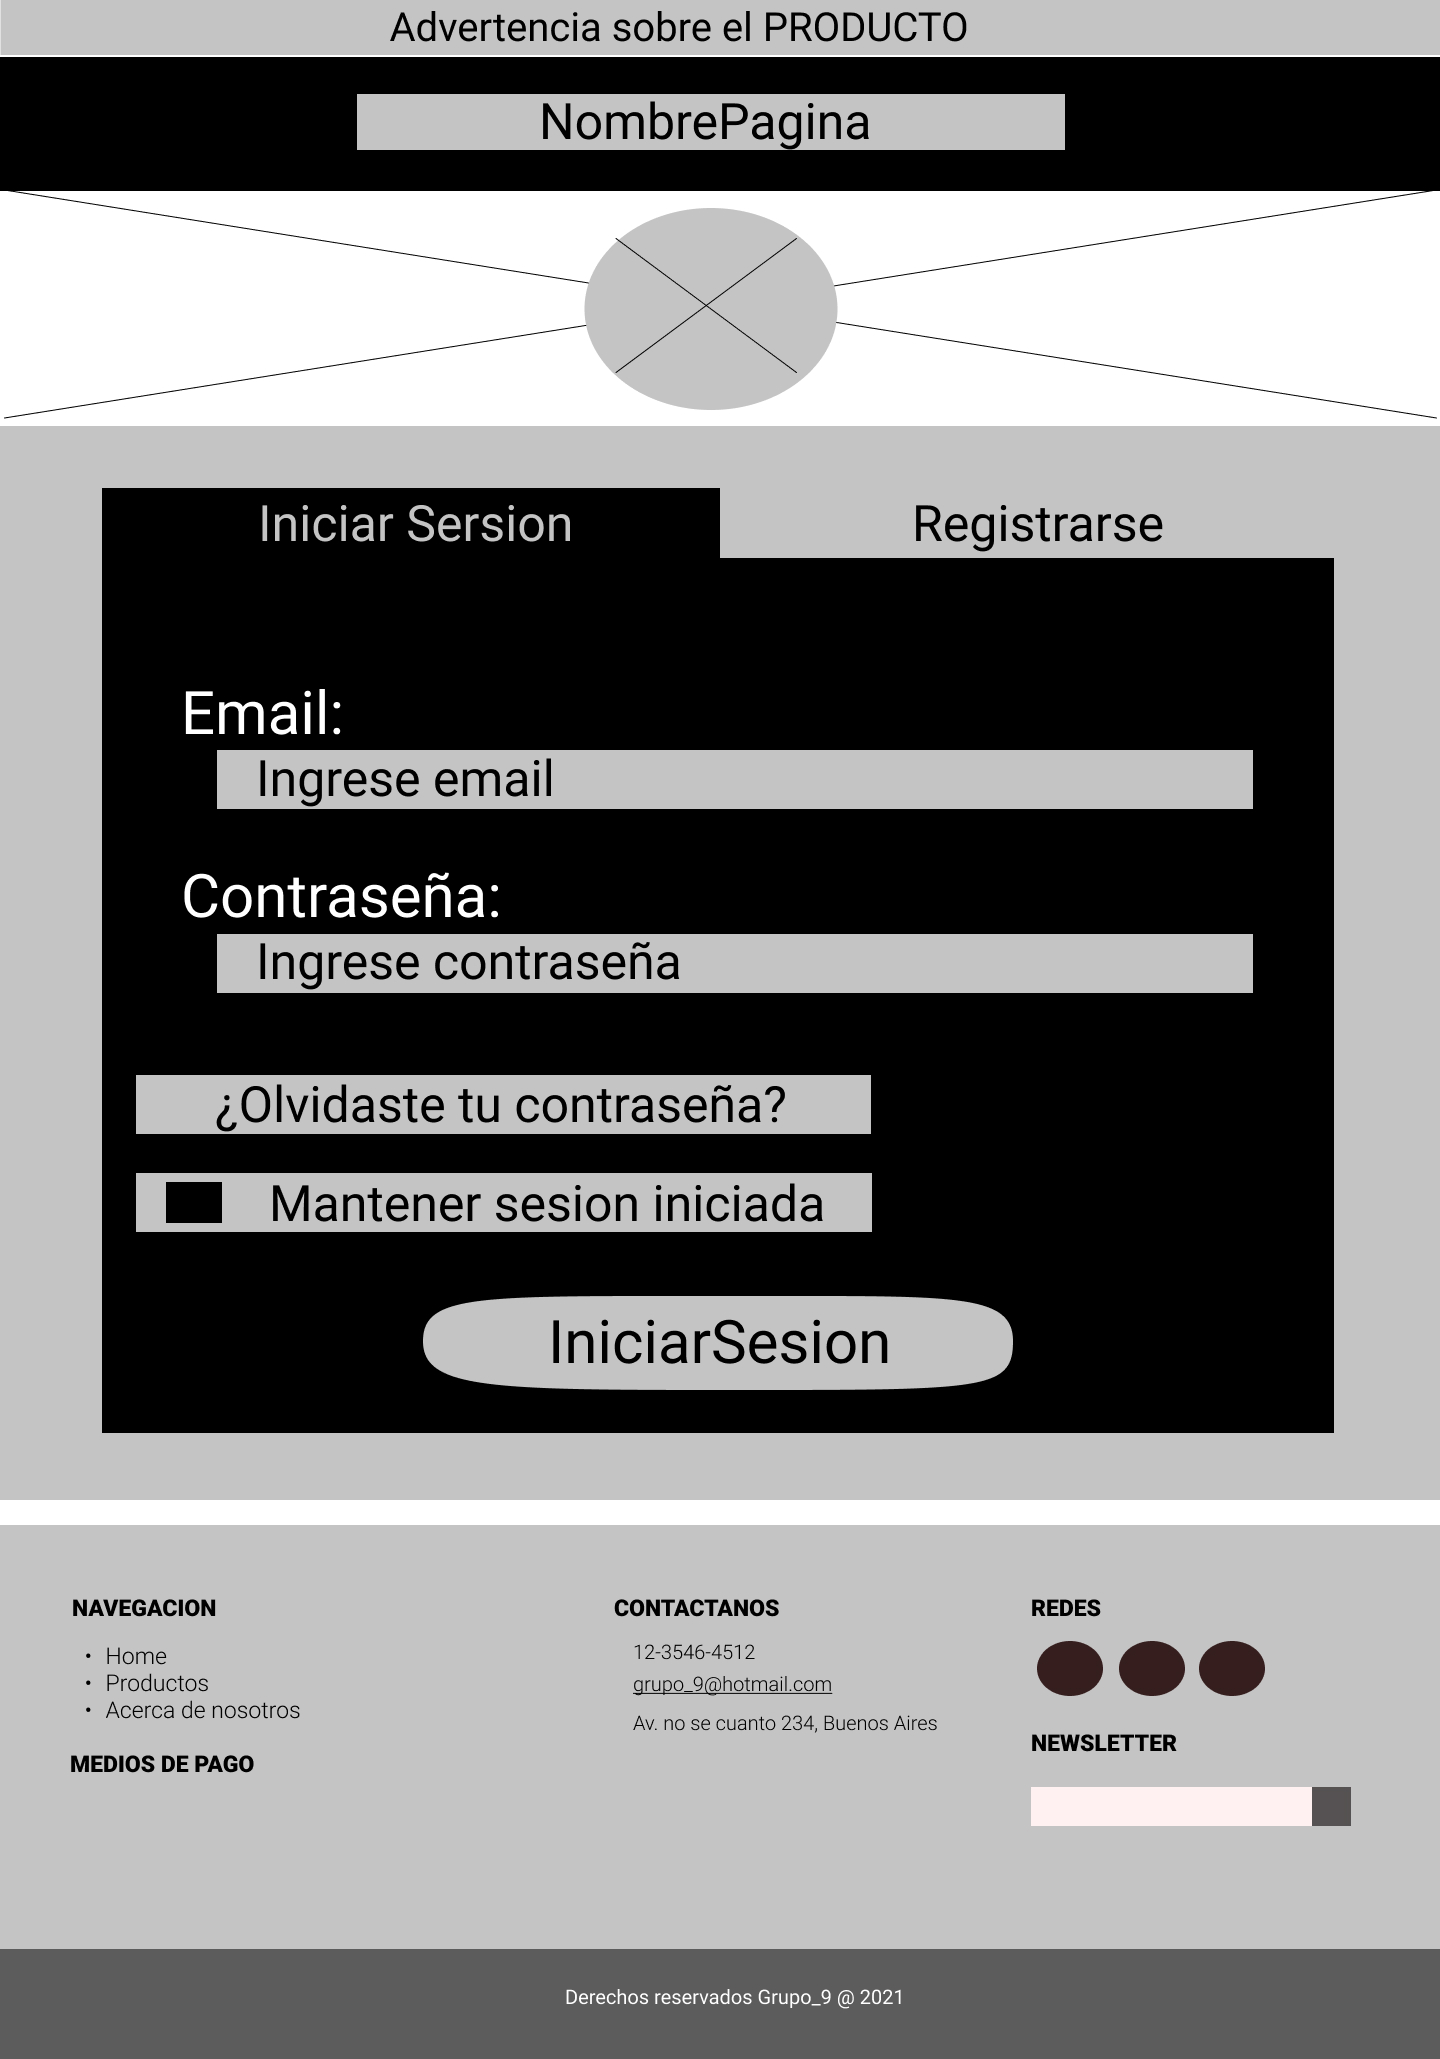 Advertencia sobre el PRODUCTO
NombrePagina
Iniciar Sersion
Registrarse
Email:
Ingrese email
Contraseña:
Ingrese contraseña
¿Olvidaste tu contraseña?
Mantener sesion iniciada
IniciarSesion
NAVEGACION
• Home
• Productos
• Acerca de nosotros
MEDIOS DE PAGO
CONTACTANOS
12-3546-4512
grupo_9@hotmail.com
Av. no se cuanto 234, Buenos Aires
REDES
NEWSLETTER
Derechos reservados Grupo_9 @ 2021